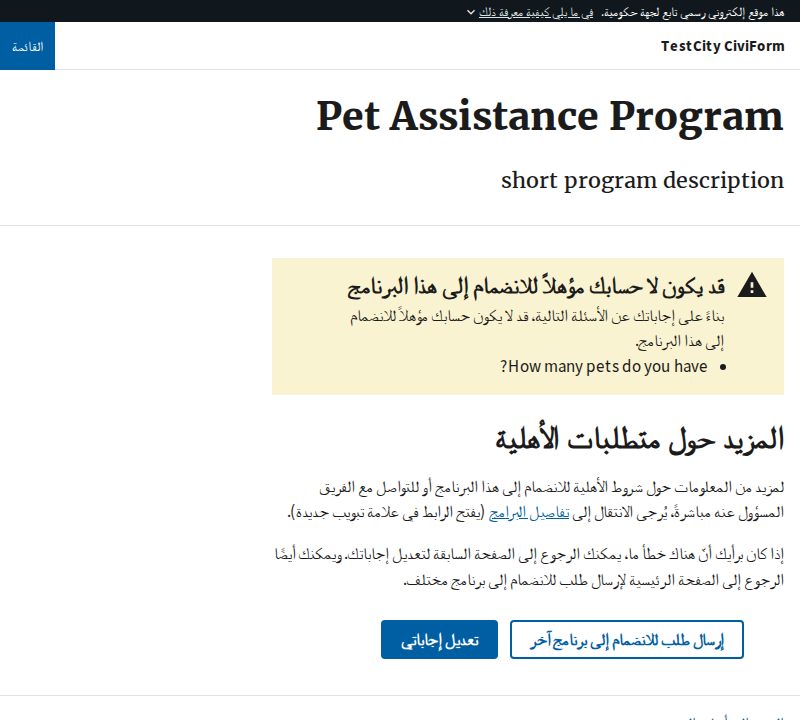 هذا موقع إلكتروني رسمي تابع لجهة حكومية. في ما يلي كيفية معرفة ذلك
TestCity CiviForm
القائمة
Pet Assistance Program
short program description
قد يكون لا حسابك مؤهلاً للانضمام إلى هذا البرنامج
بناءً على إجاباتك عن الأسئلة التالية، قد لا يكون حسابك مؤهلاً للانضمام
إلى هذا البرنامج.
How many pets do you have?
المزيد حول متطلبات الأهلية
لمزيد من المعلومات حول شروط الأهلية للانضمام إلى هذا البرنامج أو للتواصل مع الفريق
المسؤول عنه مباشرةً، يُرجى الانتقال إلى تفاصيل البرامج (يفتح الرابط في علامة تبويب جديدة).
إذا كان برأيك أنّ هناك خطأ ما، يمكنك الرجوع إلى الصفحة السابقة لتعديل إجاباتك. ويمكنك أيضًا
الرجوع إلى الصفحة الرئيسية لإرسال طلب للانضمام إلى برنامج مختلف.
إرسال طلب للانضمام إلى برنامج آخر
تعديل إجاباتي